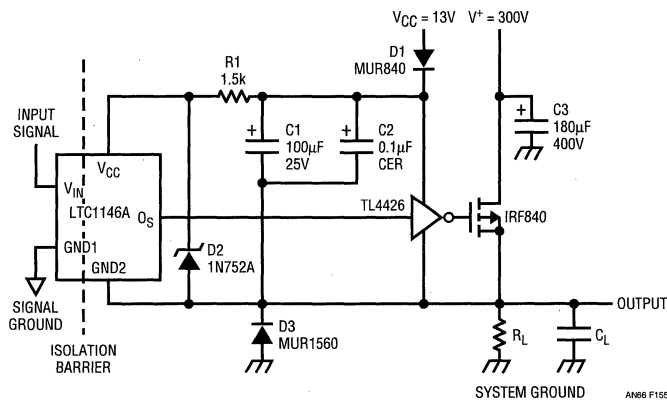 VCC = 13V
V+ = 300V
D1
MUR840
R1
1.5k
INPUT
SIGNAL
+
C1
100µF
25V
+
C2
0.1µF
CER
+
C3
180µF
400V
VCC
VIN
LTC1146A
OS
GND1
GND2
TL4426
IRF840
D2
1N752A
SIGNAL
GROUND
ISOLATION
BARRIER
D3
MUR1560
OUTPUT
RL
CL
SYSTEM GROUND
AN66 F155